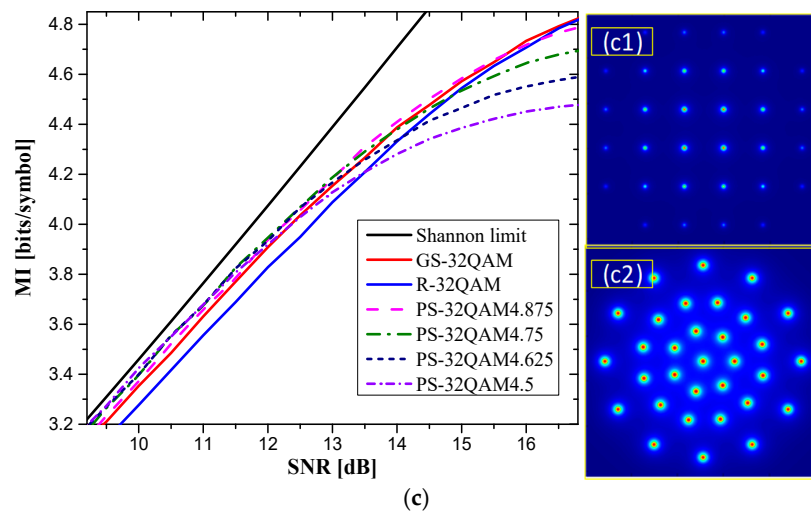 4.8
4.6
4.4
4.2
4.0
3.8
3.6
3.4
3.2
MI [bits/symbol]
Shannon limit
GS-32QAM
R-32QAM
PS-32QAM4.875
PS-32QAM4.75
PS-32QAM4.625
PS-32QAM4.5
10 11 12 13 14 15 16
SNR [dB]
(c1)
(c2)
(c)